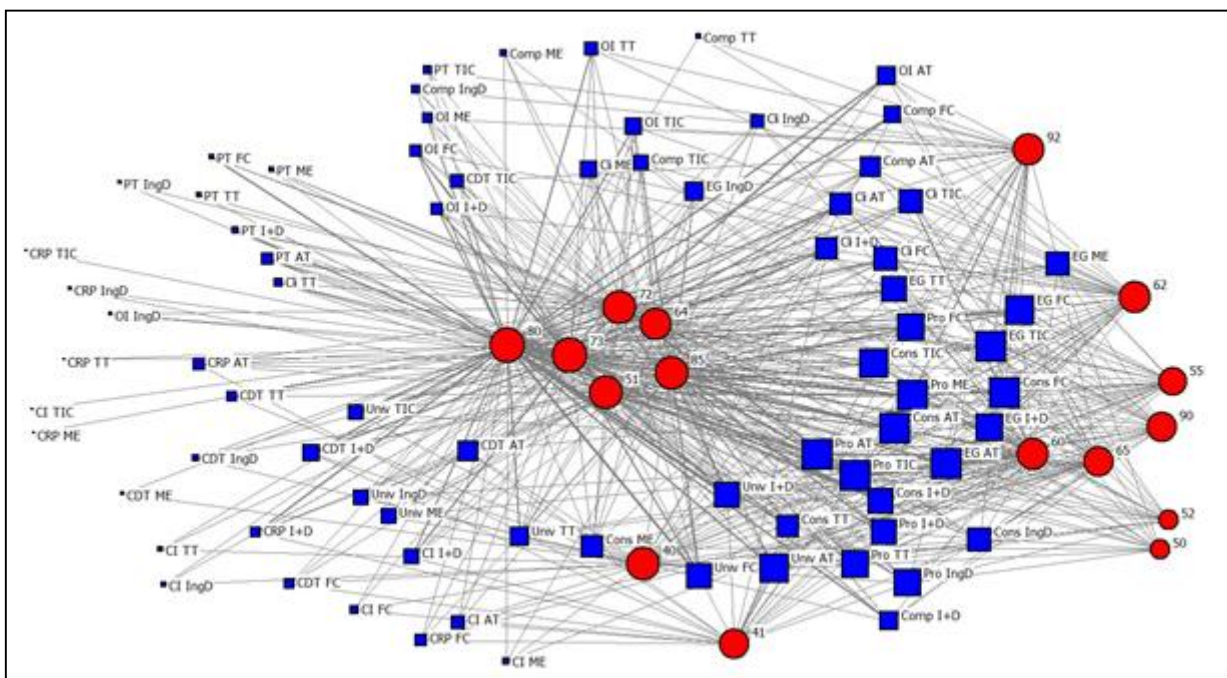 Comp TT
OI TT
Comp ME
PT TIC
OI AT
Comp IngD
Comp FC
OI ME
OI TIC
Cli IngD
92
OI FC
PT FC
Cli ME
Comp TIC
Comp AT
PT ME
CDT TIC
PT IngD
EG IngD
PT TT
Cli AT
Cli TIC
OI I+D
PT I+D
Cli I+D
CRP TIC
PT AT
Cli FC
EG ME
Cli TT
EG TT
CRP IngD
62
72
EG FC
OI IngD
64
Pro FC
80
EG TIC
73
CRP TT
CRP AT
Cons TIC
85
55
51
CDT TT
Pro ME
Cons FC
CI TIC
Univ TIC
Cons AT
EG I+D
90
CRP ME
Pro AT
60
CDT I+D
CDT AT
EG AT
65
CDT IngD
Pro TIC
CDT ME
Univ IngD
Univ I+D
Cons I+D
Univ ME
52
CRP I+D
Univ TT
Cons TT
Pro I+D
Cons IngD
CI TT
CI I+D
Cons ME
50
40
Univ FC
Univ AT
Pro TT
CI IngD
CDT FC
Pro IngD
CI FC
CI AT
Comp I+D
CRP FC
41
CI ME